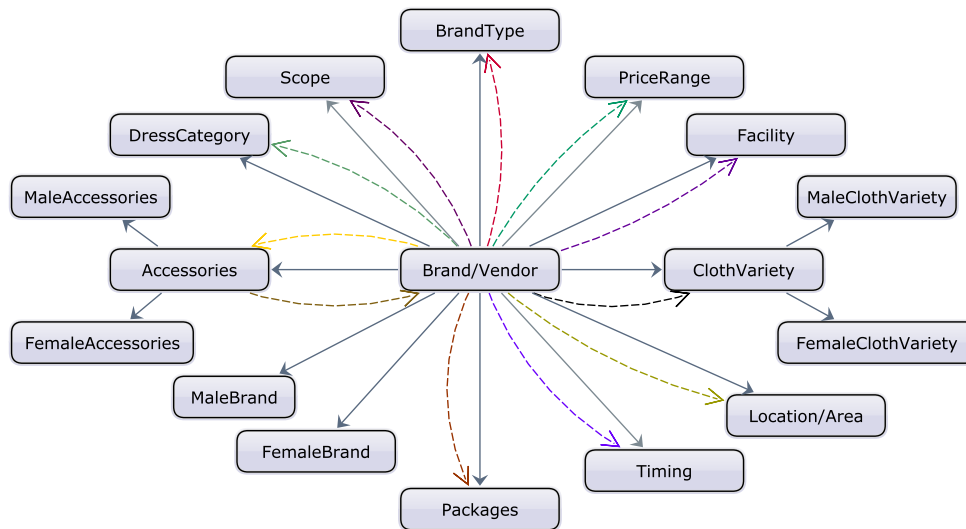 BrandType
Scope
PriceRange
DressCategory
Facility
MaleAccessories
MaleClothVariety
Accessories
Brand/Vendor
ClothVariety
FemaleAccessories
FemaleClothVariety
MaleBrand
Location/Area
FemaleBrand
Timing
Packages